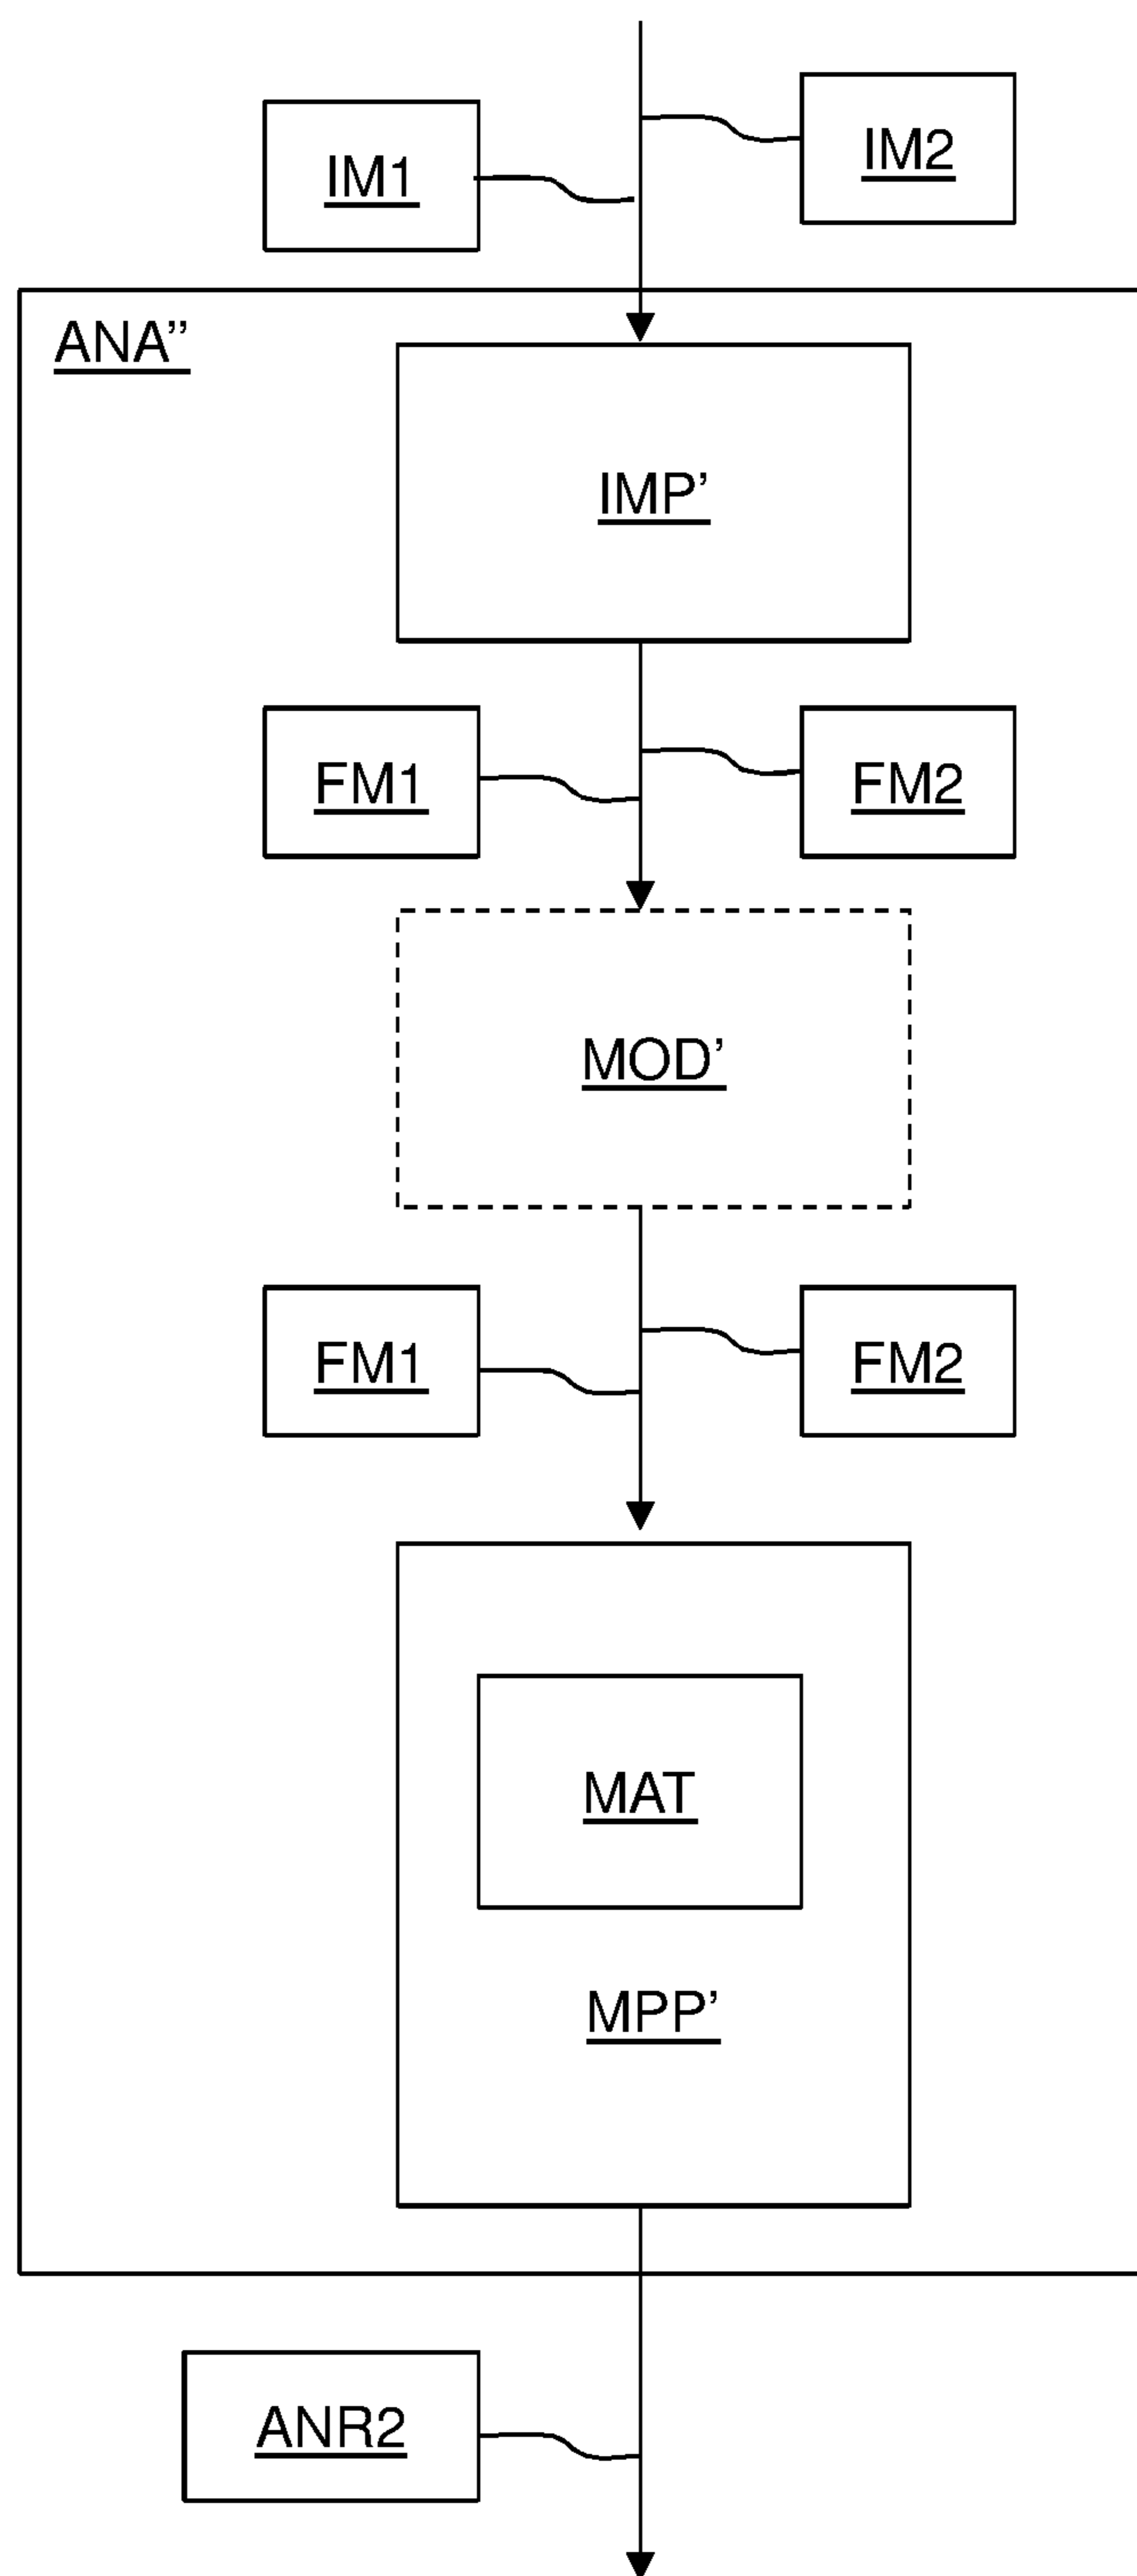 IM1
IM2
ANA’’
IMP’
FM1
FM2
MOD’
FM1
FM2
MAT
MPP’
ANR2